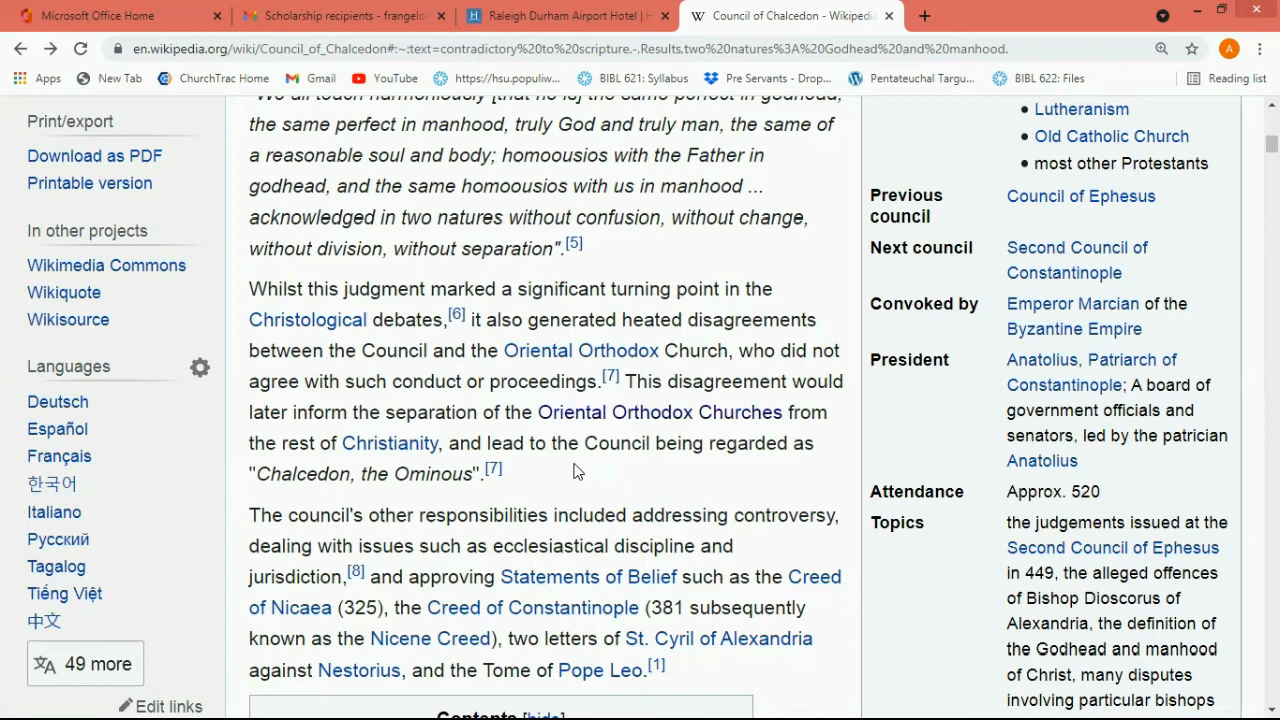 Microsoft Office Home
Scholarship recipients - frangelo
Raleigh Durham Airport Hotel | H
Council of Chalcedon - Wikipedia
en.wikipedia.org/wiki/Council_of_Chalcedon#:~:text=contradictory%20to%20scripture.-,Results,two%20natures%3A%20Godhead%20and%20manhood.
A
Apps
New Tab
ChurchTrac Home
Gmail
YouTube
https://hsu.populiw...
BIBL 621: Syllabus
Pre Servants - Drop...
Pentateuchal Targu...
BIBL 622: Files
Reading list
Print/export
Download as PDF
Printable version
In other projects
Wikimedia Commons
Wikiquote
Wikisource
Languages
Deutsch
Español
Français
한국어
Italiano
Русский
Tagalog
Tiếng Việt
中文
49 more
Edit links
"We all teach harmoniously [that he is] the same perfect in godhead,
the same perfect in manhood, truly God and truly man, the same of
a reasonable soul and body; homoousios with the Father in
godhead, and the same homoousios with us in manhood ...
acknowledged in two natures without confusion, without change,
without division, without separation".[5]
Whilst this judgment marked a significant turning point in the
Christological debates,[6] it also generated heated disagreements
between the Council and the Oriental Orthodox Church, who did not
agree with such conduct or proceedings.[7] This disagreement would
later inform the separation of the Oriental Orthodox Churches from
the rest of Christianity, and lead to the Council being regarded as
"Chalcedon, the Ominous".[7]
The council's other responsibilities included addressing controversy,
dealing with issues such as ecclesiastical discipline and
jurisdiction,[8] and approving Statements of Belief such as the Creed
of Nicaea (325), the Creed of Constantinople (381 subsequently
known as the Nicene Creed), two letters of St. Cyril of Alexandria
against Nestorius, and the Tome of Pope Leo.[1]
Contents [hide]
Lutheranism
Old Catholic Church
most other Protestants
Previous council
Council of Ephesus
Next council
Second Council of
Constantinople
Convoked by
Emperor Marcian of the
Byzantine Empire
President
Anatolius, Patriarch of
Constantinople; A board of
government officials and
senators, led by the patrician
Anatolius
Attendance
Approx. 520
Topics
the judgements issued at the
Second Council of Ephesus
in 449, the alleged offences
of Bishop Dioscorus of
Alexandria, the definition of
the Godhead and manhood
of Christ, many disputes
involving particular bishops